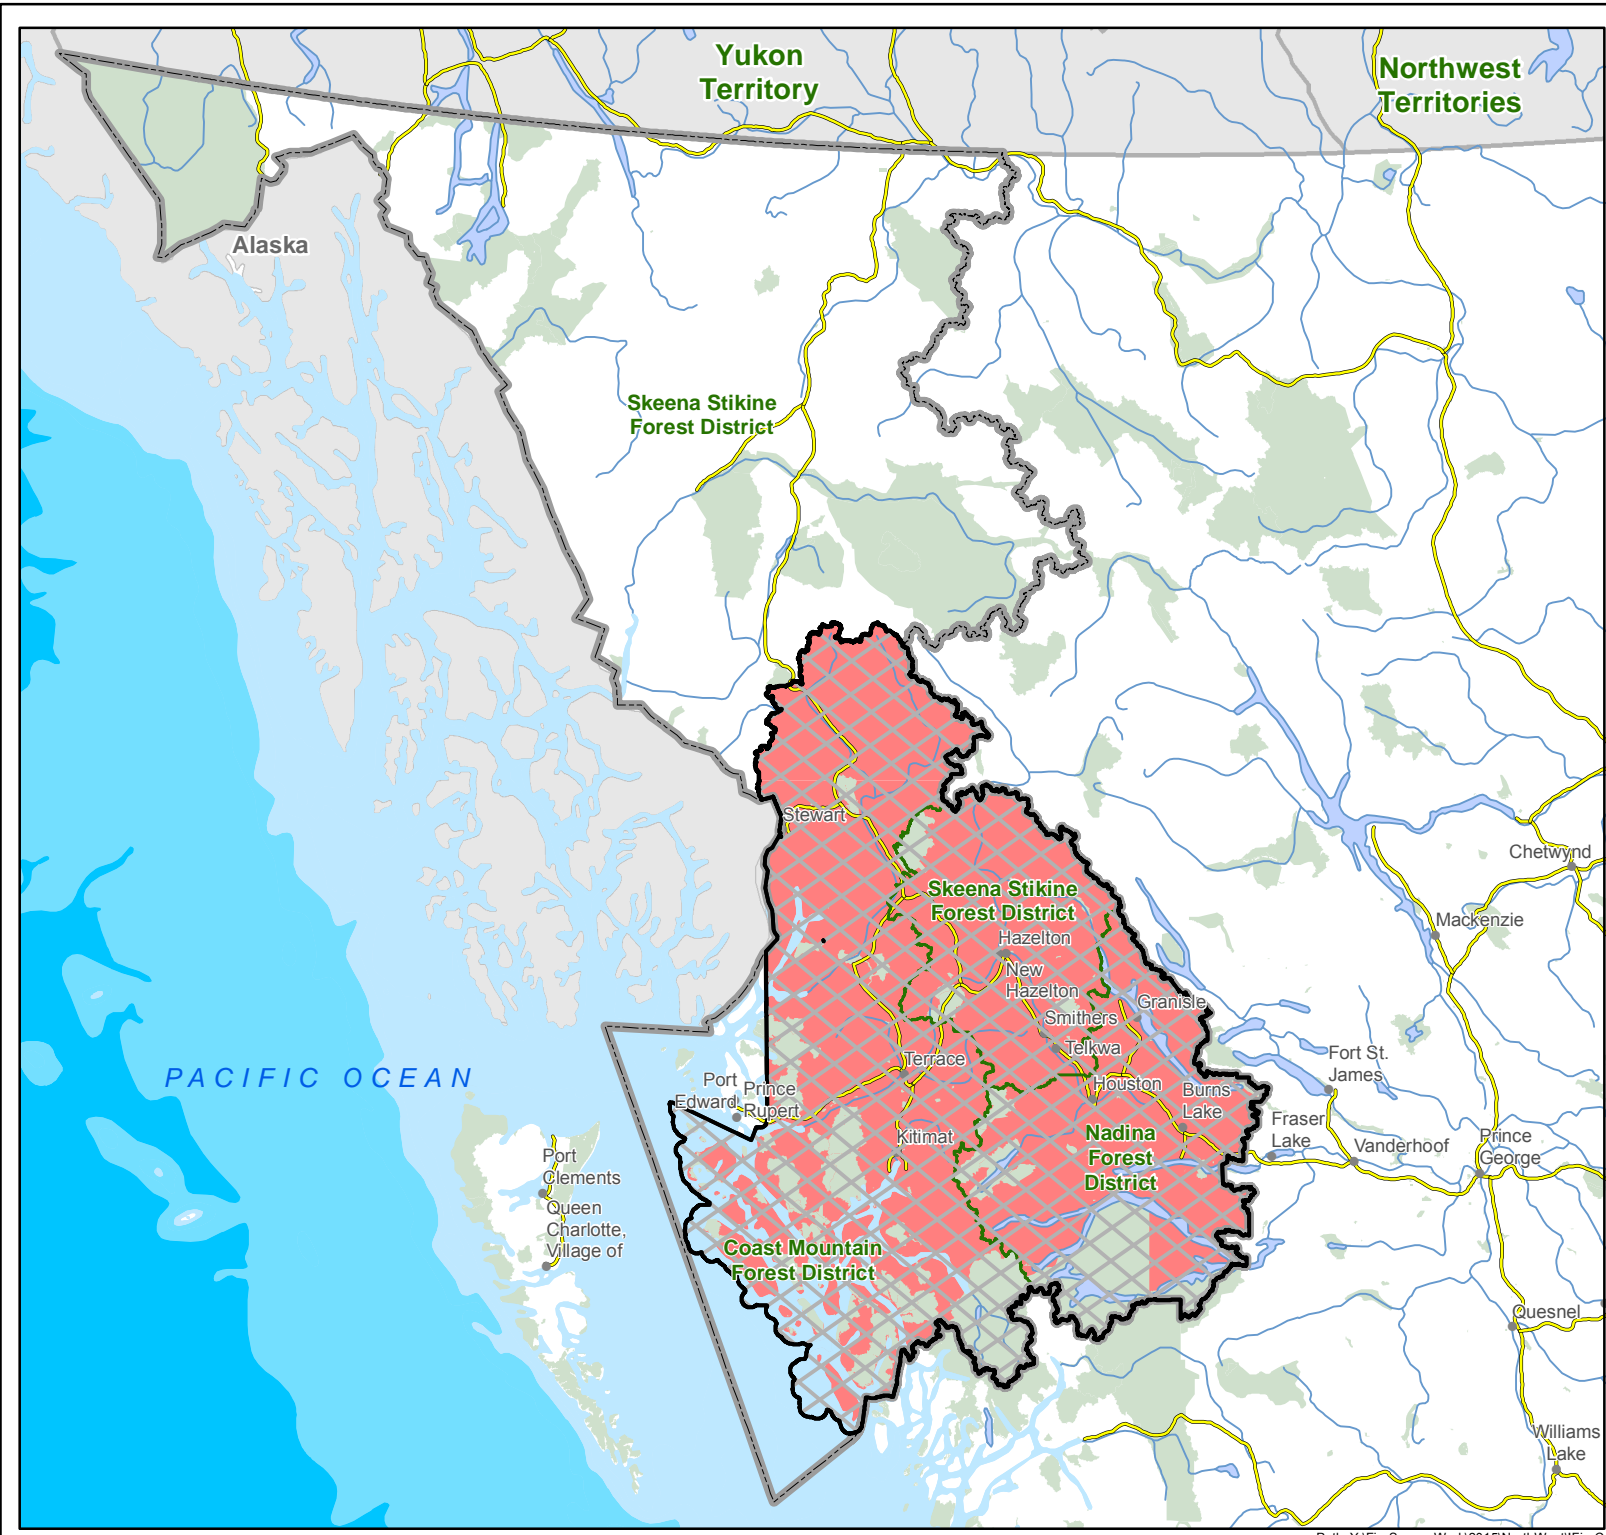 Yukon
Territory
Northwest
Territories
Alaska
Skeena Stikine
Forest District
Stewart
Chetwynd
Skeena Stikine
Forest District
Mackenzie
Hazelton
New
Hazelton
Granisle
Smithers
Telkwa
Terrace
Fort St.
James
PACIFIC OCEAN
Port
Edward
Prince
Rupert
Houston
Burns
Lake
Fraser
Lake
Kitimat
Nadina
Forest
District
Vanderhoof
Prince
George
Port
Clements
Queen
Charlotte,
Village of
Coast Mountain
Forest District
Quesnel
Williams
Lake